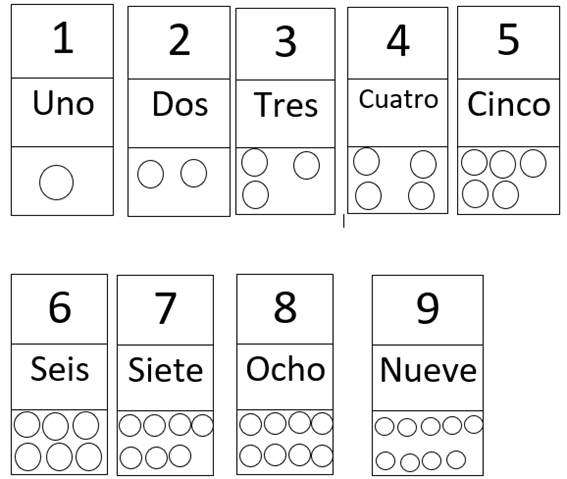 1 2 3 4 5
Uno Dos Tres Cuatro Cinco
6 7 8 9
Seis Siete Ocho Nueve